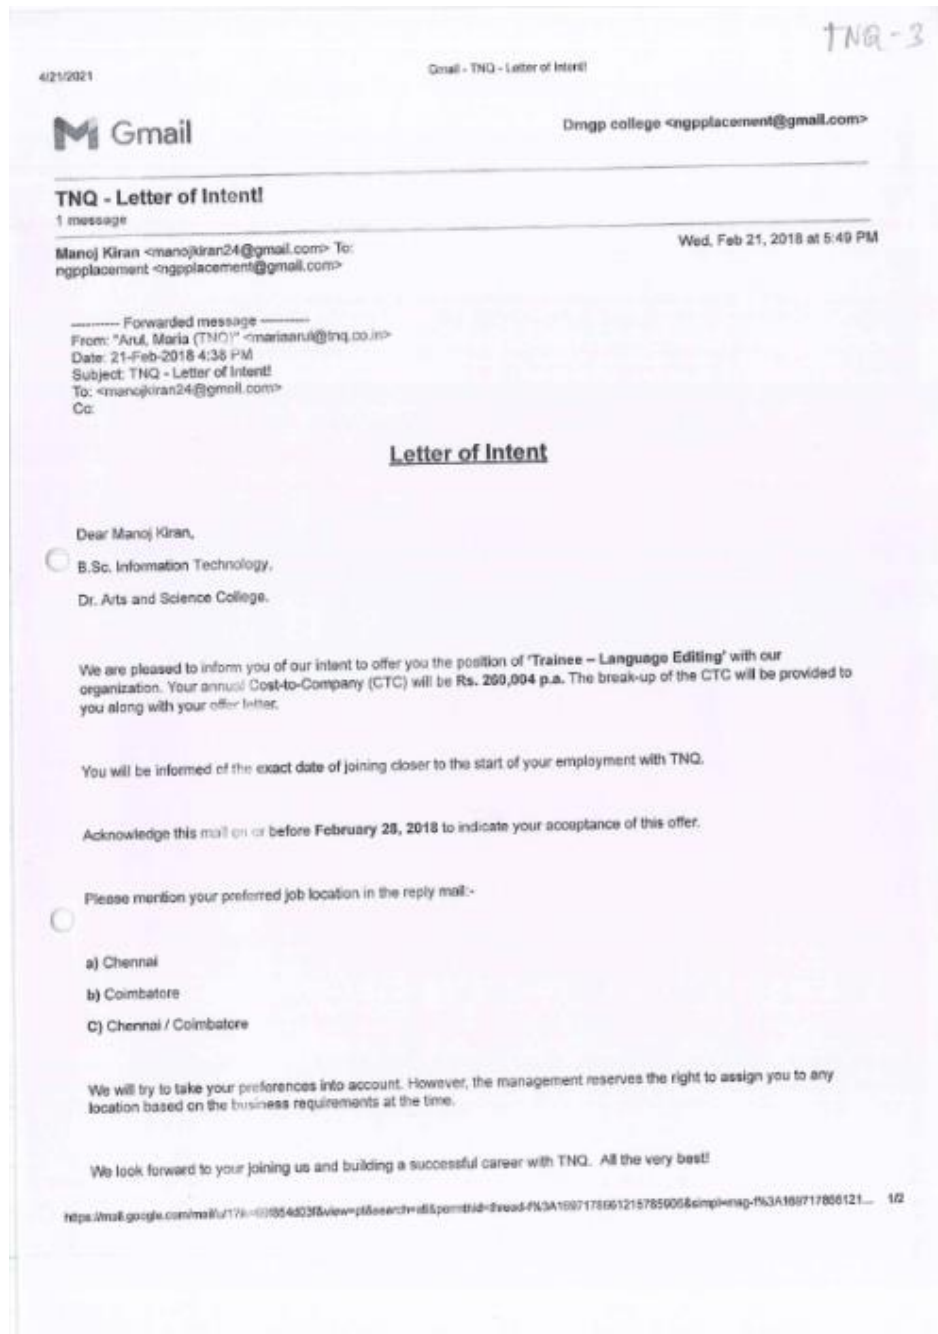 TNQ - 3
4/21/2021
Gmail - TNQ - Letter of Intent!
Gmail
Dmgp college <ngpplacement@gmail.com>
TNQ - Letter of Intent!
1 message
Manoj Kiran <manojkiran24@gmail.com> To:
ngpplacement <ngpplacement@gmail.com>
Wed, Feb 21, 2018 at 5:49 PM
---------- Forwarded message ----------
From: "Arul, Maria (TNQ)" <mariaarul@tnq.co.in>
Date: 21-Feb-2018 4:38 PM
Subject: TNQ - Letter of Intent!
To: <manojkiran24@gmail.com>
Cc:
Letter of Intent
Dear Manoj Kiran,
B.Sc. Information Technology,
Dr. Arts and Science College.
We are pleased to inform you of our intent to offer you the position of 'Trainee – Language Editing' with our
organization. Your annual Cost-to-Company (CTC) will be Rs. 260,004 p.a. The break-up of the CTC will be provided to
you along with your offer letter.
You will be informed of the exact date of joining closer to the start of your employment with TNQ.
Acknowledge this mail on or before February 28, 2018 to indicate your acceptance of this offer.
Please mention your preferred job location in the reply mail:-
a) Chennai
b) Coimbatore
C) Chennai / Coimbatore
We will try to take your preferences into account. However, the management reserves the right to assign you to any
location based on the business requirements at the time.
We look forward to your joining us and building a successful career with TNQ. All the very best!
1/2